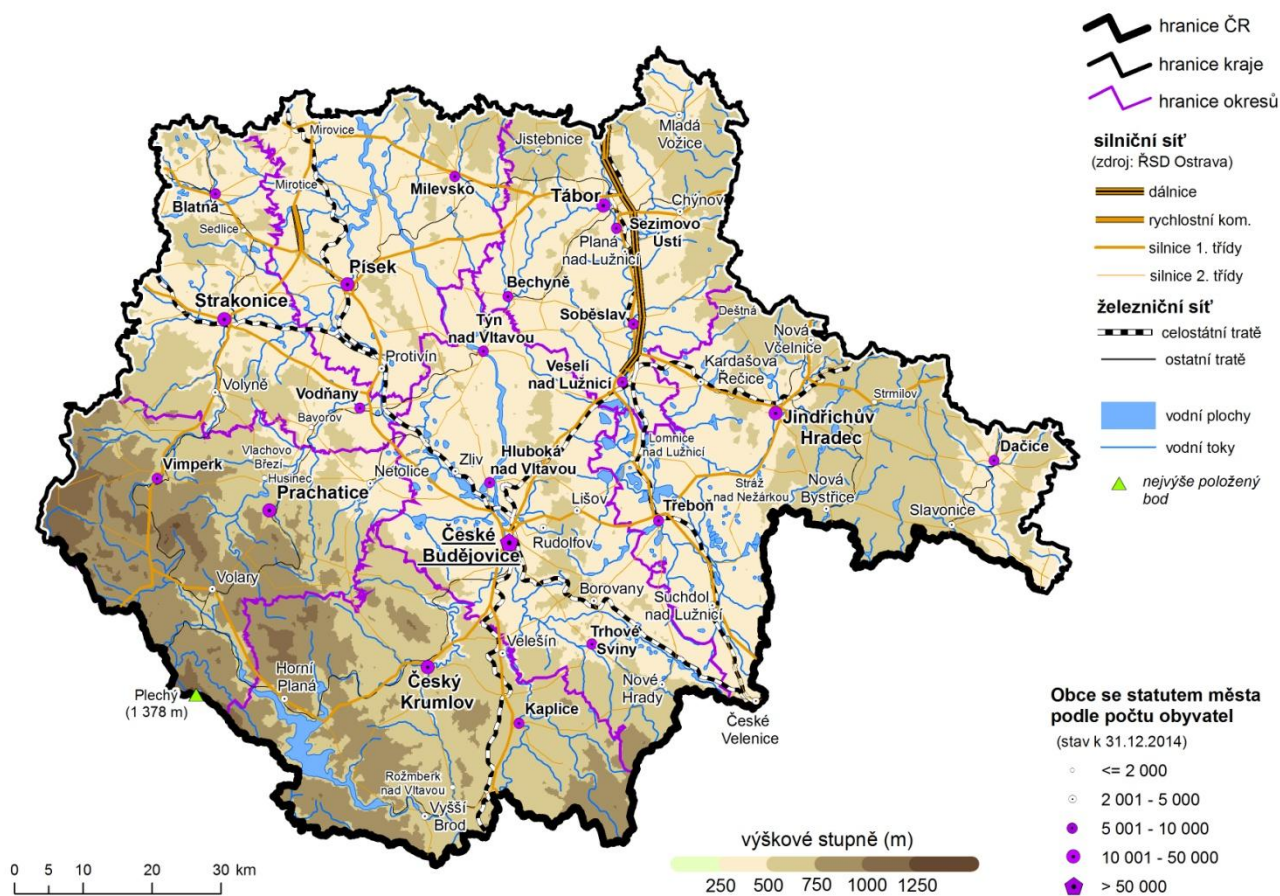 hranice ČR
hranice kraje
hranice okresů
silniční síť
(zdroj: ŘSD Ostrava)
dálnice
rychlostní kom.
silnice 1. třídy
silnice 2. třídy
železniční síť
celostátní tratě
ostatní tratě
vodní plochy
vodní toky
nejvýše položený
bod
Mirovice
Jistebnice
Mladá
Vožice
Mirotice
Milevsko
Blatná
Tábor
Chýnov
Sedlice
Sezimovo
Ústí
Planá
nad Lužnicí
Písek
Bechyně
Strakonice
Soběslav
Deštná
Nová
Včelnice
Týn
nad Vltavou
Protivín
Kardašova
Řečice
Veselí
nad Lužnicí
Volyně
Strmilov
Vodňany
Bavorov
Jindřichův
Hradec
Lomnice
nad Lužnicí
Dačice
Vlachovo
Březí
Hluboká
nad Vltavou
Zliv
Vimperk
Husinec
Netolice
Stráž
nad Nežárkou
Nová
Bystřice
Prachatice
Lišov
Třeboň
Slavonice
České
Budějovice
Rudolfov
Volary
Borovany
Suchdol
nad Lužnicí
Trhové
Sviny
Velešín
Horní
Planá
Český
Krumlov
Nové
Hrady
Plechý
(1 378 m)
Kaplice
České
Velenice
Rožmberk
nad Vltavou
Vyšší
Brod
Obce se statutem města
podle počtu obyvatel
(stav k 31.12.2014)
<= 2 000
2 001 - 5 000
5 001 - 10 000
10 001 - 50 000
> 50 000
výškové stupně (m)
250 500 750 1000 1250
0 5 10 20 30 km